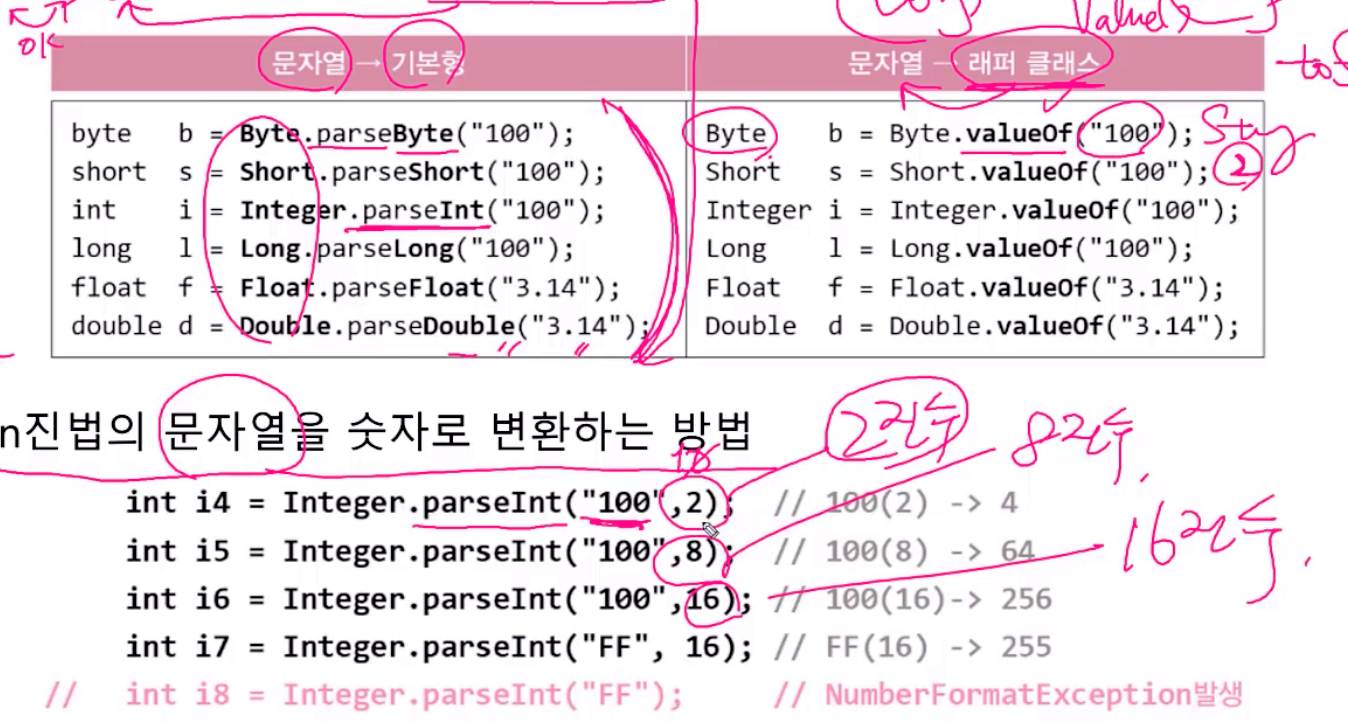 OK
문자열 → 기본형
문자열 → 래퍼 클래스
byte b = Byte.parseByte("100");
short s = Short.parseShort("100");
int i = Integer.parseInt("100");
long l = Long.parseLong("100");
float f = Float.parseFloat("3.14");
double d = Double.parseDouble("3.14");
Byte b = Byte.valueOf("100");
Short s = Short.valueOf("100"); 2
Integer i = Integer.valueOf("100");
Long l = Long.valueOf("100");
Float f = Float.valueOf("3.14");
Double d = Double.valueOf("3.14");
n진법의 문자열을 숫자로 변환하는 방법
2진수
8진수
16진수
int i4 = Integer.parseInt("100",2); // 100(2) -> 4
int i5 = Integer.parseInt("100",8); // 100(8) -> 64
int i6 = Integer.parseInt("100",16); // 100(16)-> 256
int i7 = Integer.parseInt("FF", 16); // FF(16) -> 255
// int i8 = Integer.parseInt("FF"); // NumberFormatException발생